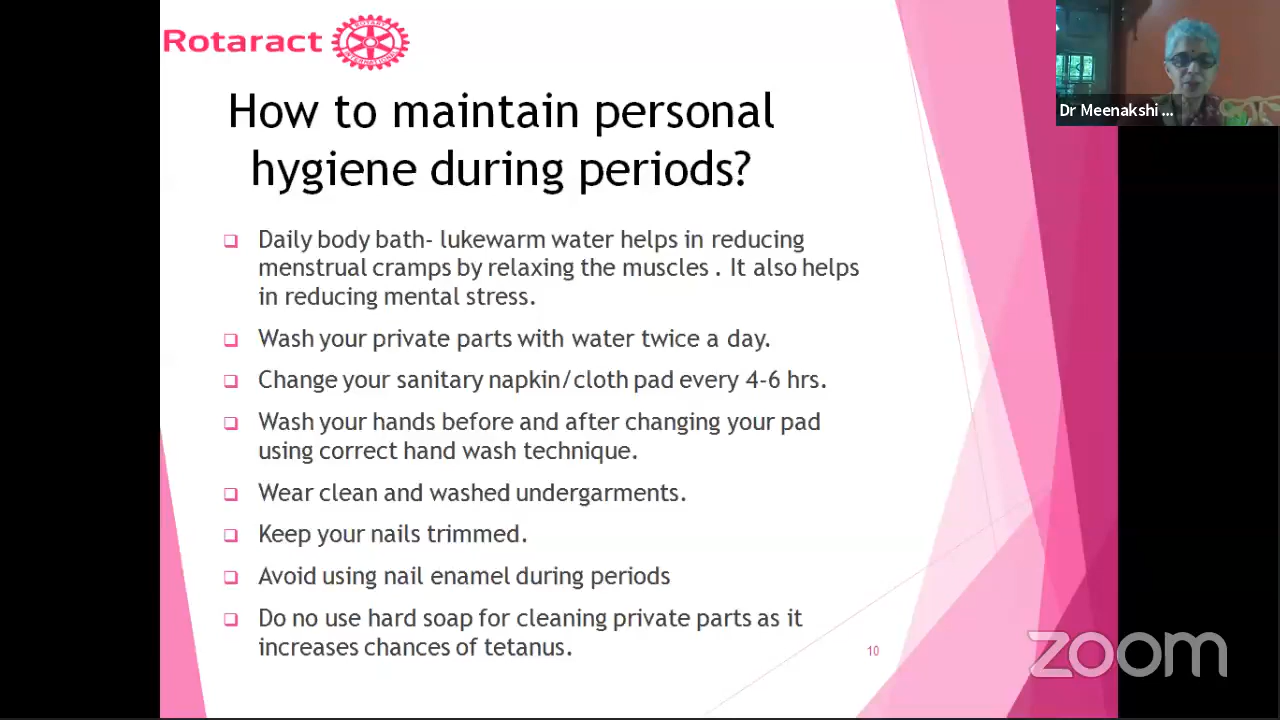 Rotaract
ROTARY
INTERNATIONAL
Dr Meenakshi ...
How to maintain personal
hygiene during periods?
Daily body bath- lukewarm water helps in reducing
menstrual cramps by relaxing the muscles . It also helps
in reducing mental stress.
Wash your private parts with water twice a day.
Change your sanitary napkin/cloth pad every 4-6 hrs.
Wash your hands before and after changing your pad
using correct hand wash technique.
Wear clean and washed undergarments.
Keep your nails trimmed.
Avoid using nail enamel during periods
Do no use hard soap for cleaning private parts as it
increases chances of tetanus.
10
zoom